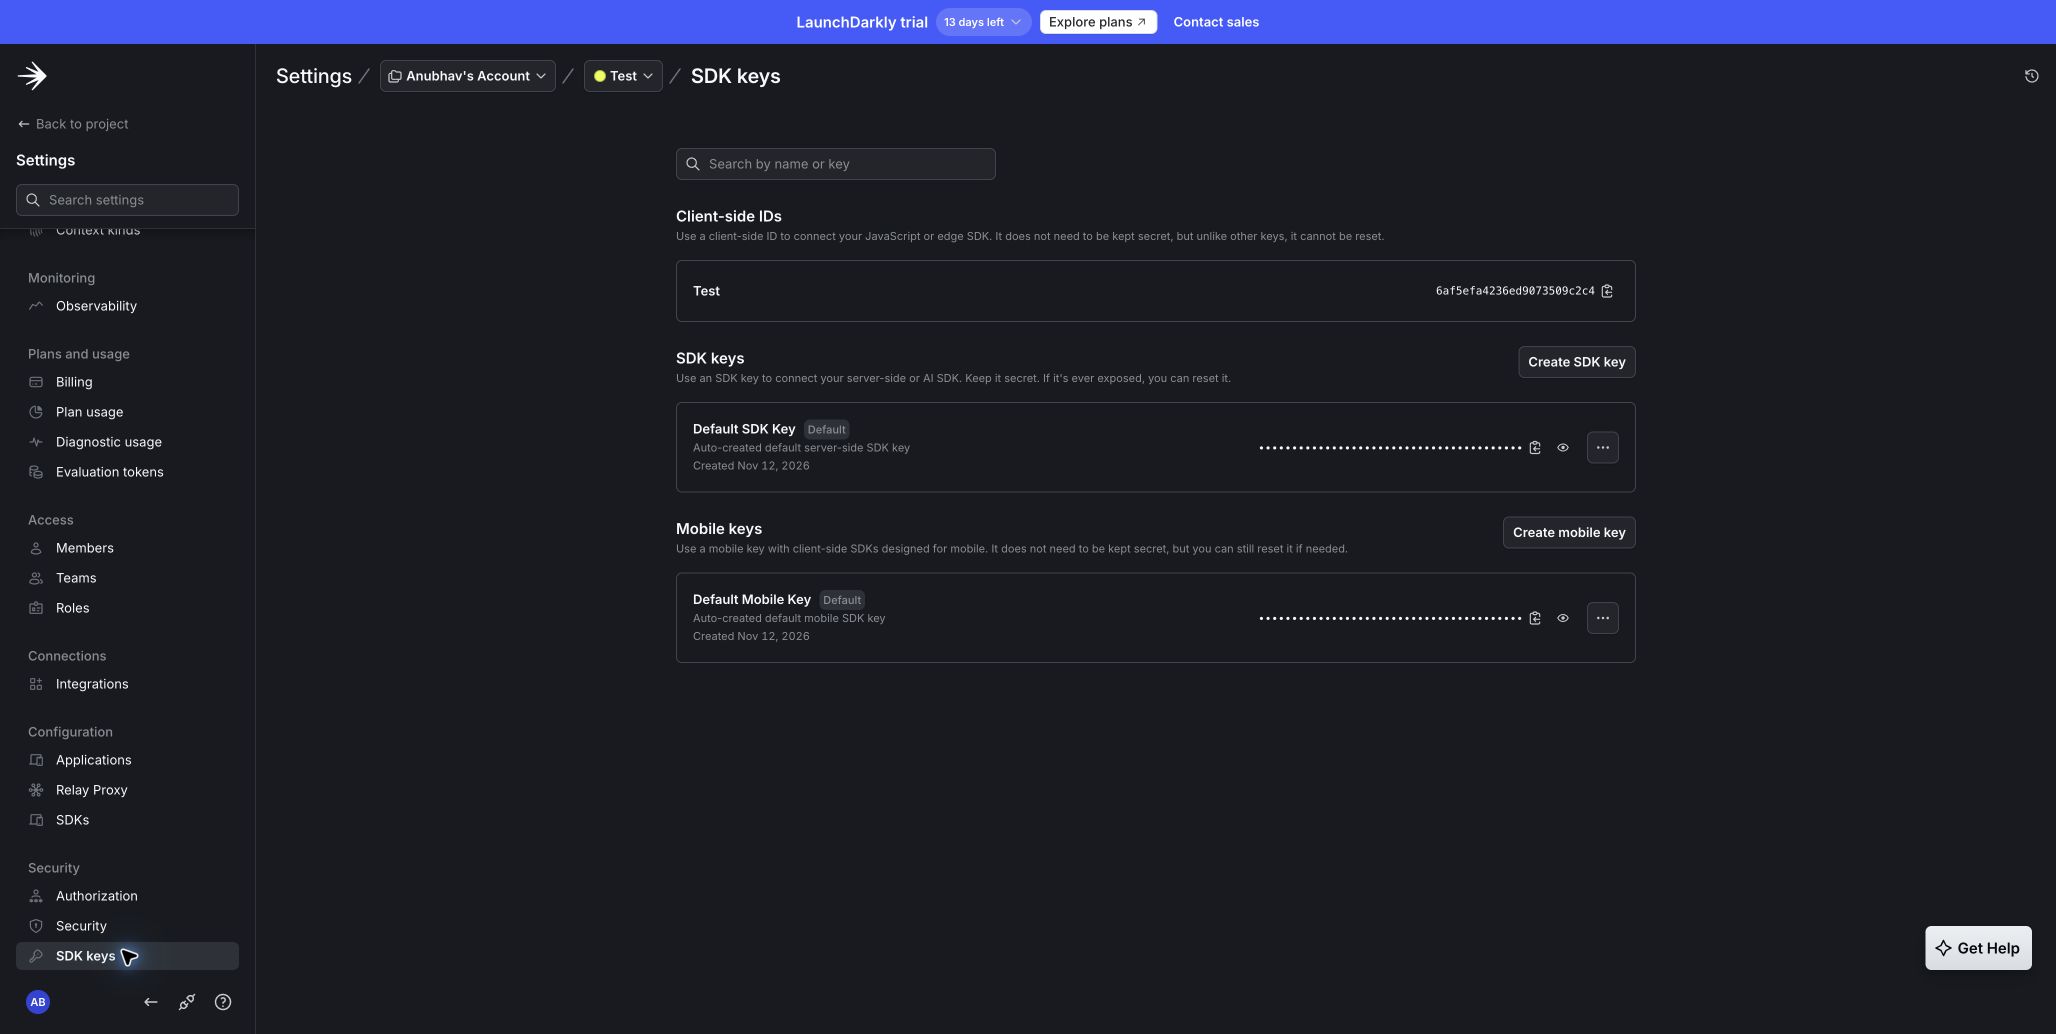 LaunchDarkly trial 13 days left Explore plans Contact sales
Settings / Anubhav's Account / Test / SDK keys
Back to project
Settings
Search settings
Context kinds
Monitoring
Observability
Plans and usage
Billing
Plan usage
Diagnostic usage
Evaluation tokens
Access
Members
Teams
Roles
Connections
Integrations
Configuration
Applications
Relay Proxy
SDKs
Security
Authorization
Security
SDK keys
AB
Search by name or key
Client-side IDs
Use a client-side ID to connect your JavaScript or edge SDK. It does not need to be kept secret, but unlike other keys, it cannot be reset.
Test 6af5efa4236ed9073509c2c4
SDK keys
Create SDK key
Use an SDK key to connect your server-side or AI SDK. Keep it secret. If it's ever exposed, you can reset it.
Default SDK Key Default
Auto-created default server-side SDK key
Created Nov 12, 2026
Mobile keys
Create mobile key
Use a mobile key with client-side SDKs designed for mobile. It does not need to be kept secret, but you can still reset it if needed.
Default Mobile Key Default
Auto-created default mobile SDK key
Created Nov 12, 2026
Get Help